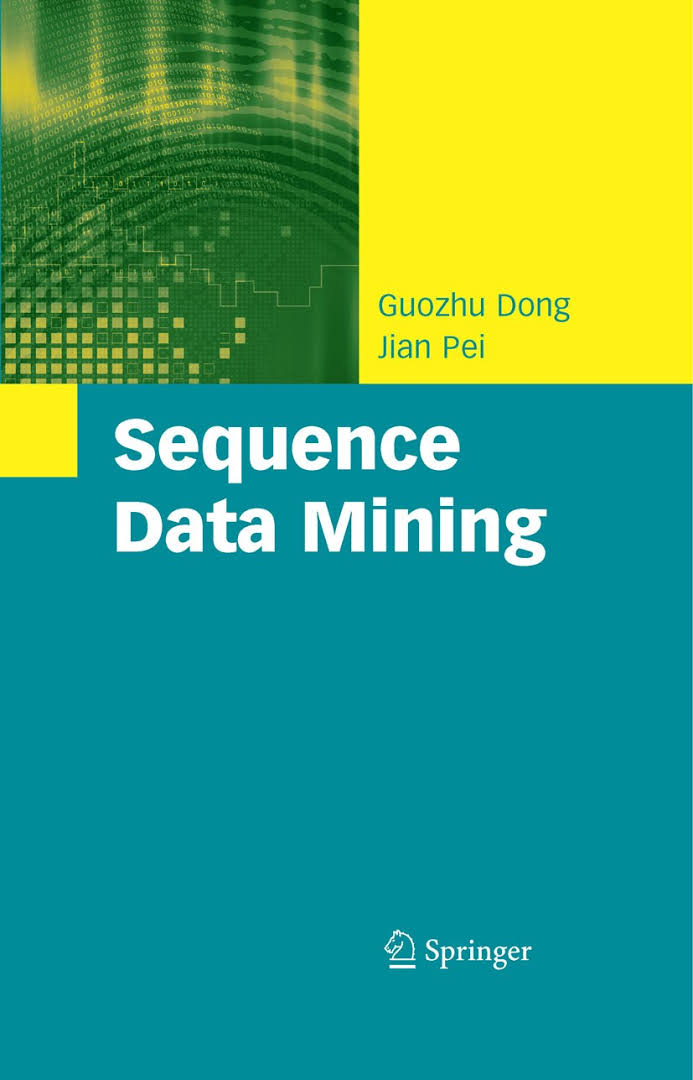 Guozhu Dong
Jian Pei
Sequence
Data Mining
Springer